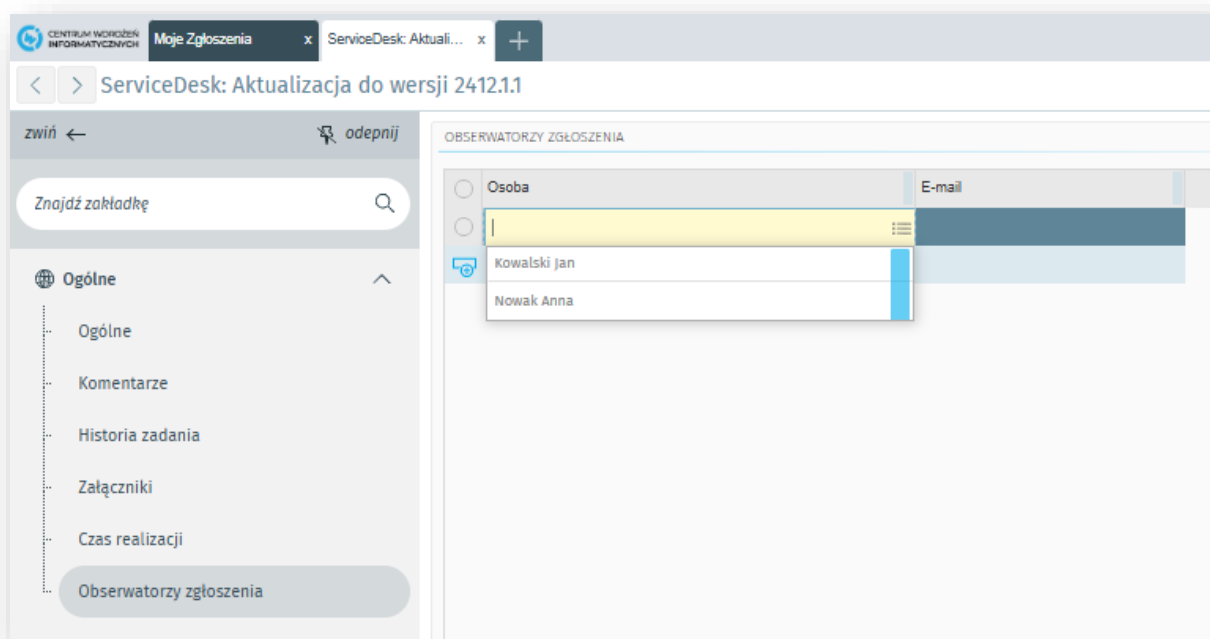 CENTRUM WDROŻEŃ
INFORMATYCZNYCH
Moje Zgłoszenia x
ServiceDesk: Aktuali... x
ServiceDesk: Aktualizacja do wersji 2412.1.1
zwiń odepnij
Znajdź zakładkę
Ogólne
Ogólne
Komentarze
Historia zadania
Załączniki
Czas realizacji
Obserwatorzy zgłoszenia
OBSERWATORZY ZGŁOSZENIA
Osoba E-mail
Kowalski Jan
Nowak Anna